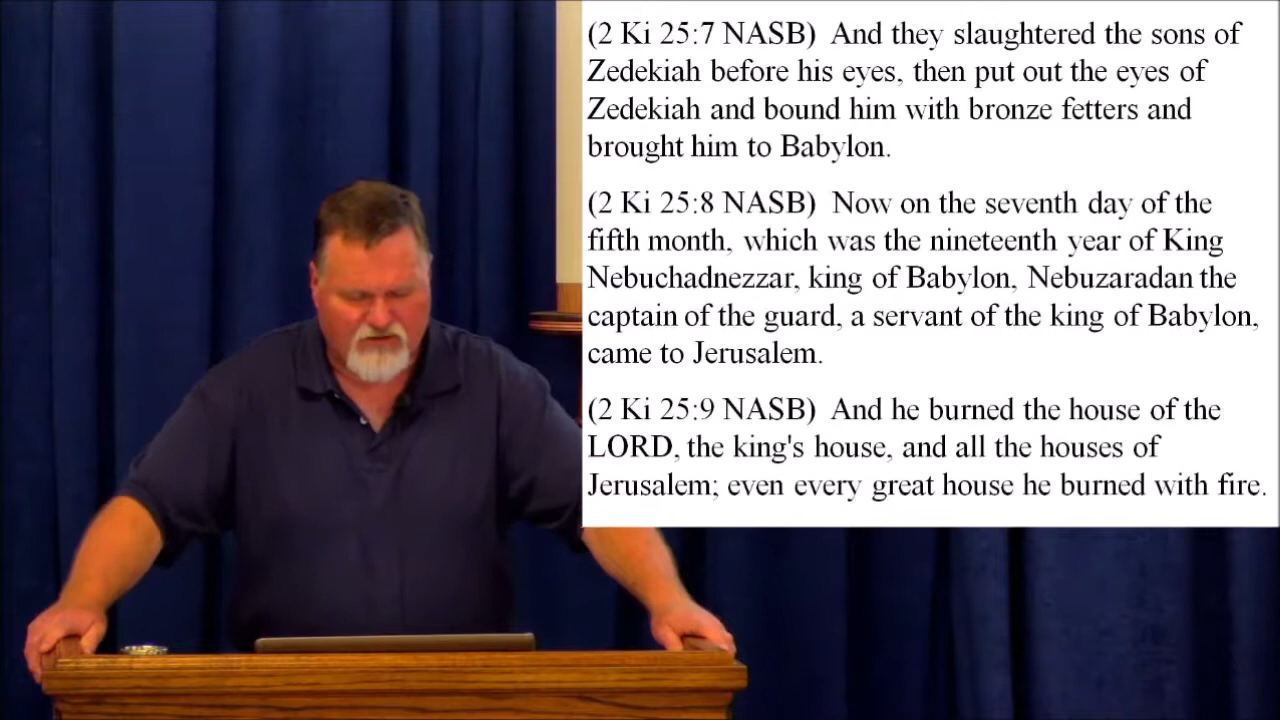 (2 Ki 25:7 NASB) And they slaughtered the sons of
Zedekiah before his eyes, then put out the eyes of
Zedekiah and bound him with bronze fetters and
brought him to Babylon.
(2 Ki 25:8 NASB) Now on the seventh day of the
fifth month, which was the nineteenth year of King
Nebuchadnezzar, king of Babylon, Nebuzaradan the
captain of the guard, a servant of the king of Babylon,
came to Jerusalem.
(2 Ki 25:9 NASB) And he burned the house of the
LORD, the king's house, and all the houses of
Jerusalem; even every great house he burned with fire.